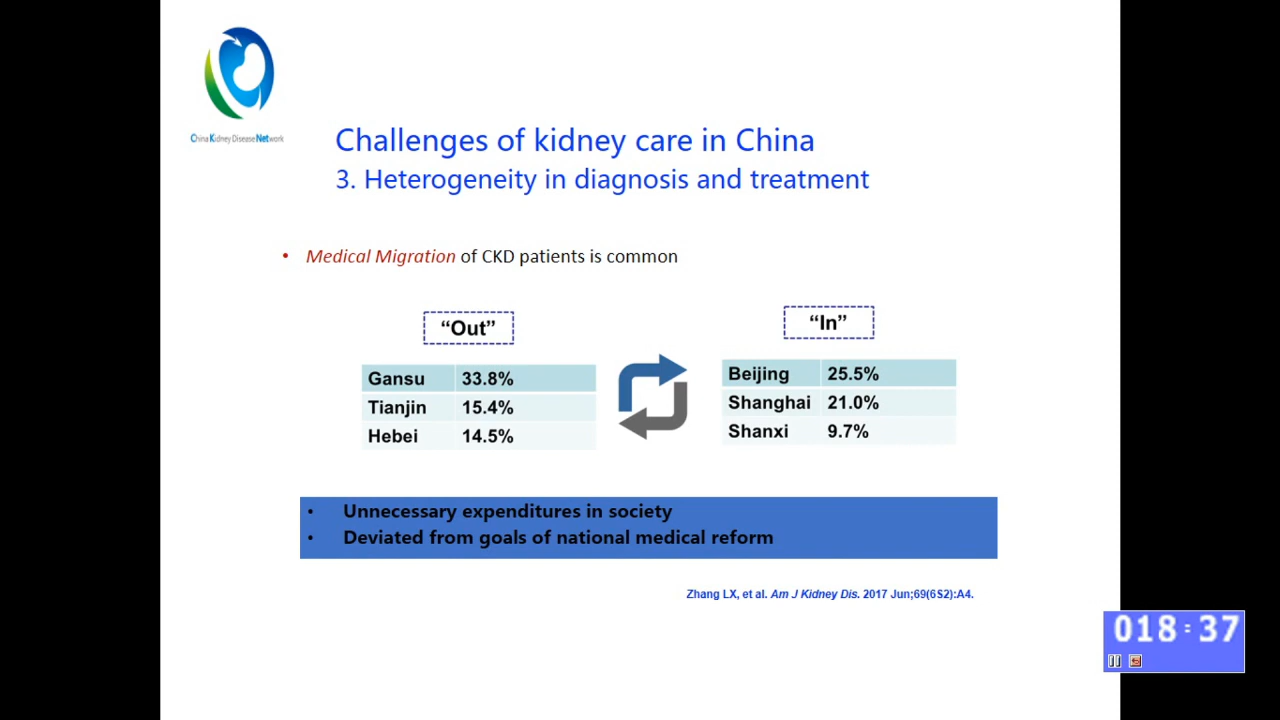 China Kidney Disease Network
Challenges of kidney care in China
3. Heterogeneity in diagnosis and treatment
• Medical Migration of CKD patients is common
“Out”
Gansu 33.8%
Tianjin 15.4%
Hebei 14.5%
“In”
Beijing 25.5%
Shanghai 21.0%
Shanxi 9.7%
• Unnecessary expenditures in society
• Deviated from goals of national medical reform
Zhang LX, et al. Am J Kidney Dis. 2017 Jun;69(6S2):A4.
018:37